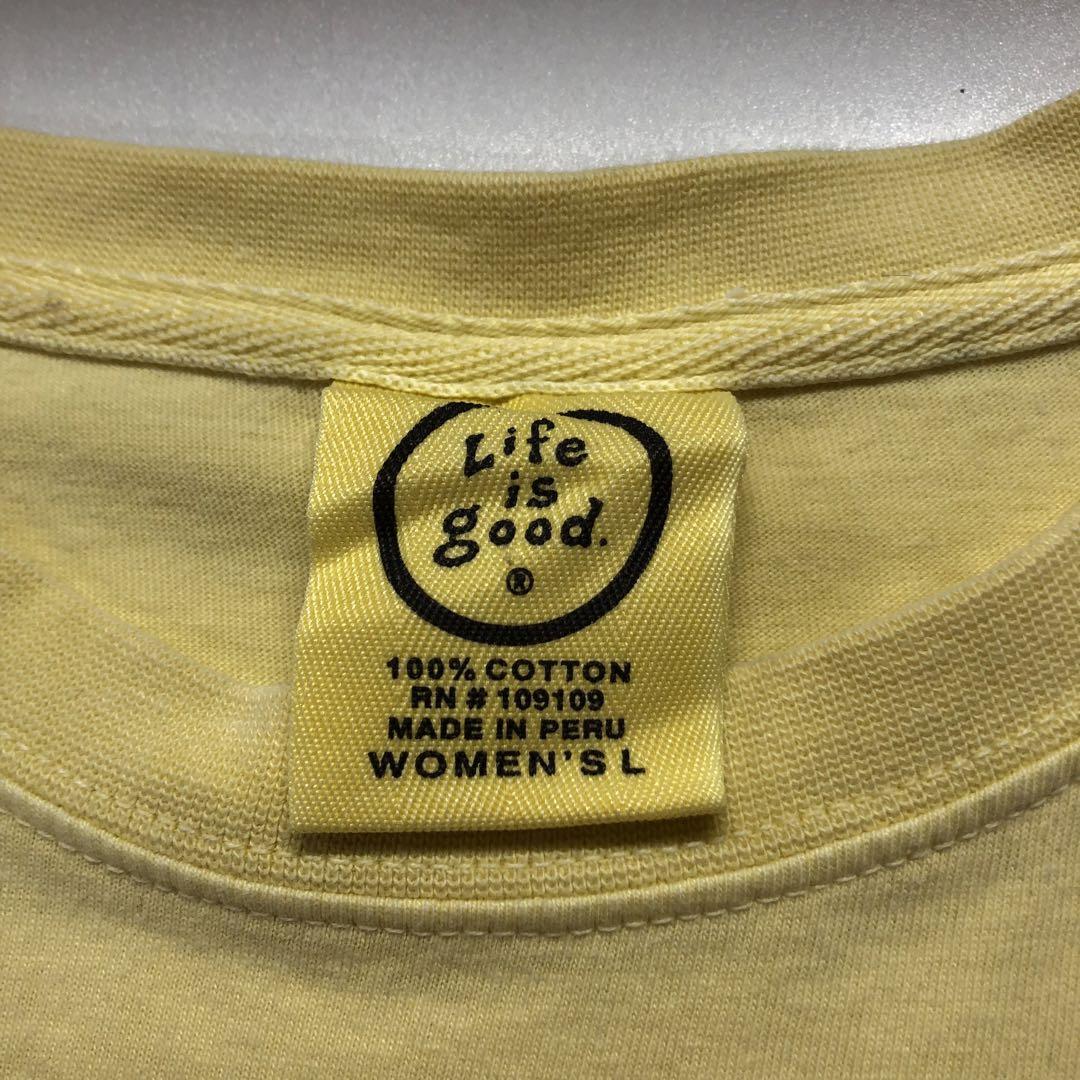 Life
is
good.
®
100% COTTON
RN # 109109
MADE IN PERU
WOMEN'S L